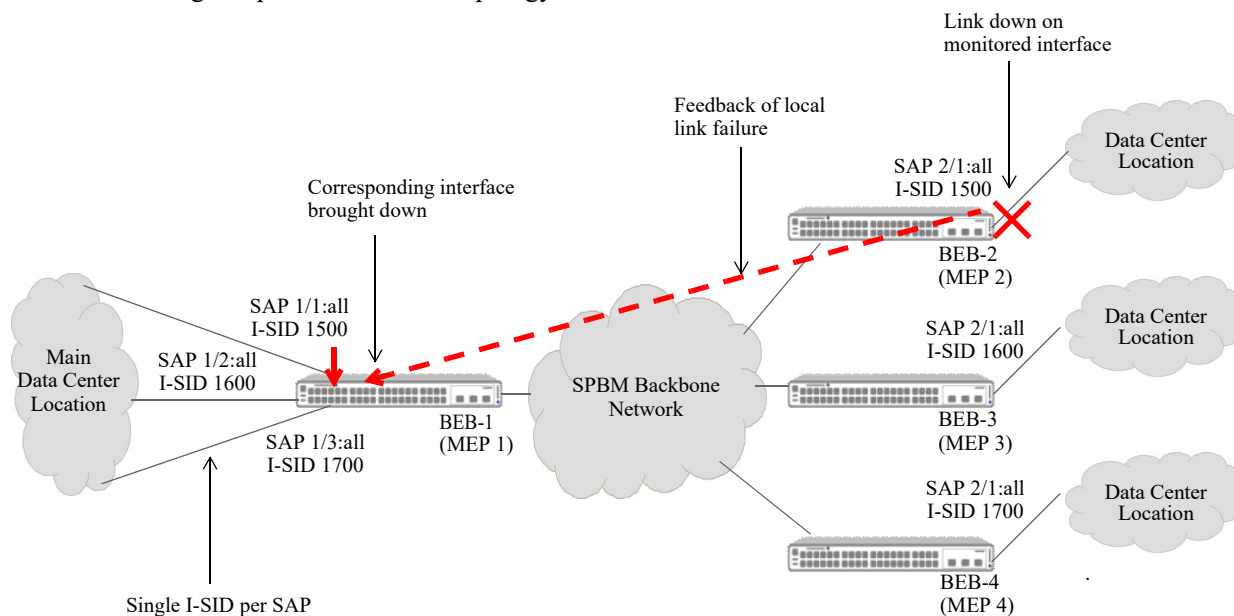 Link down on
monitored interface
Feedback of local
link failure
Data Center
Location
SAP 2/1:all
I-SID 1500
Corresponding interface
brought down
BEB-2
(MEP 2)
SAP 1/1:all
I-SID 1500
Main
Data Center
Location
SAP 1/2:all
I-SID 1600
SPBM Backbone
Network
SAP 2/1:all
I-SID 1600
Data Center
Location
BEB-1
(MEP 1)
BEB-3
(MEP 3)
SAP 1/3:all
I-SID 1700
SAP 2/1:all
I-SID 1700
Data Center
Location
BEB-4
(MEP 4)
Single I-SID per SAP